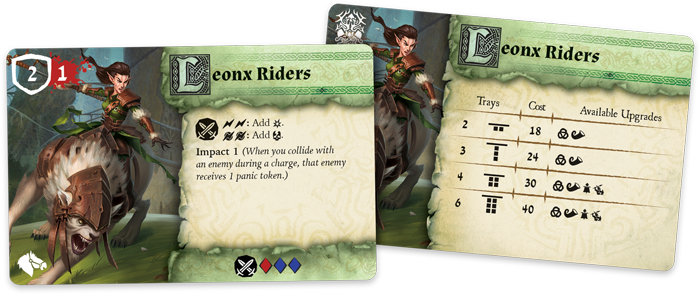 2 1
Leonx Riders
: Add .
: Add .
Impact 1 (When you collide with
an enemy during a charge, that enemy
receives 1 panic token.)
Leonx Riders
Trays Cost Available Upgrades
2 18
3 24
4 30
6 40